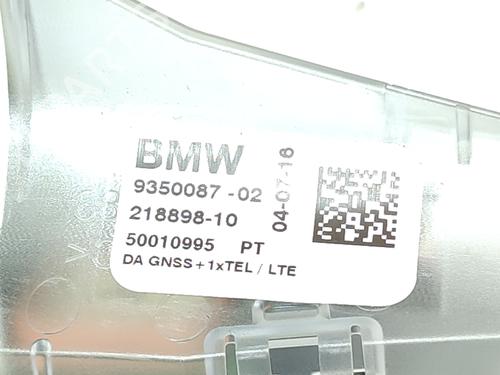 BMW
9350087-02
218898-10
50010995 PT
DA GNSS+1xTEL / LTE
04-07-16